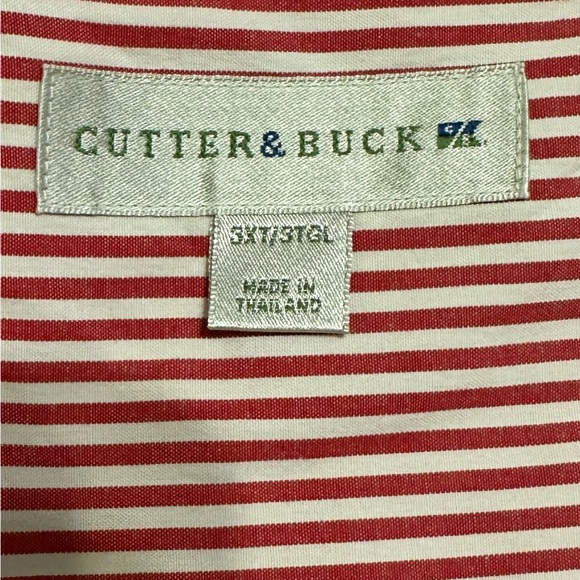 CUTTER & BUCK
3XT/3TGL
MADE IN
THAILAND